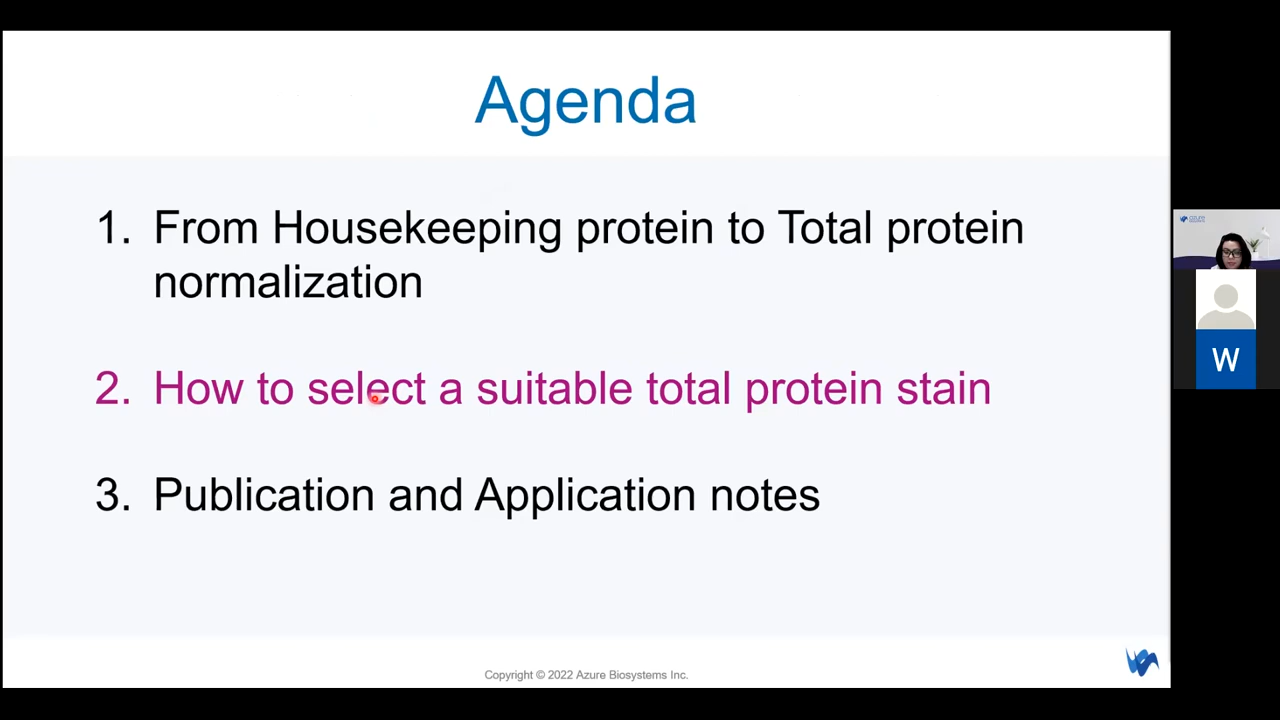 Agenda
1. From Housekeeping protein to Total protein
normalization
2. How to select a suitable total protein stain
3. Publication and Application notes
Copyright © 2022 Azure Biosystems Inc.
azure
W